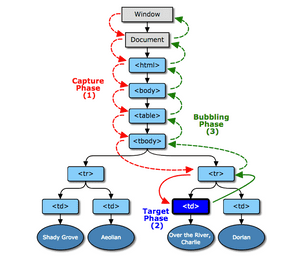 Window
Document
<html>
Capture
Phase
(1)
<body>
<table>
Bubbling
Phase
(3)
<tbody>
<tr>
<tr>
<td>
<td>
<td>
<td>
Target
Phase
(2)
Shady Grove
Aeolian
Over the River,
Charlie
Dorian